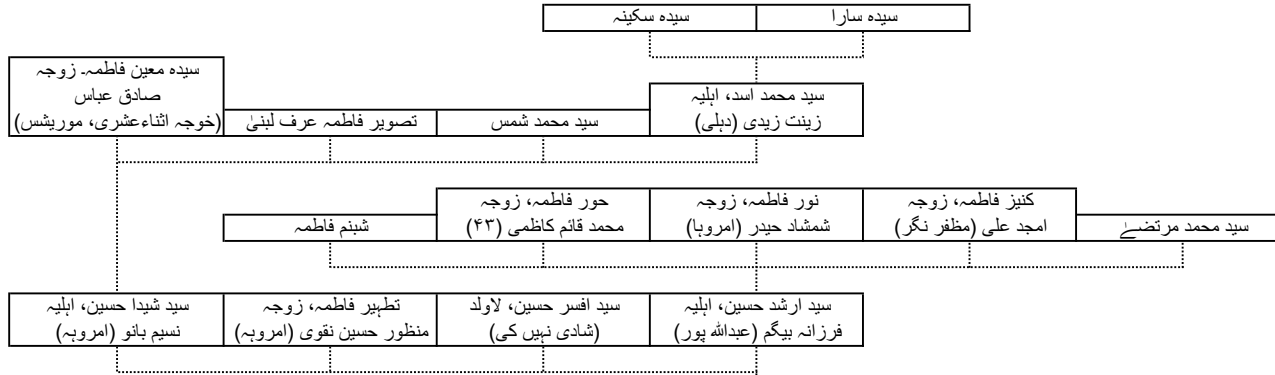 سیدہ سارا
سیدہ سکینہ
سید محمد اسد، اہلیہ
زینت زیدی (دہلی)
سید محمد شمس
تصویر فاطمہ عرف لبنیٰ
سیدہ معین فاطمہ۔ زوجہ
صادق عباس
(خوجہ اثناءعشری، موریشس)
سید محمد مرتضےٰ
کنیز فاطمہ، زوجہ
امجد علی (مظفر نگر)
نور فاطمہ، زوجہ
شمشاد حیدر (امروہا)
حور فاطمہ، زوجہ
محمد قائم کاظمی (۴۳)
شبنم فاطمہ
سید ارشد حسین، اہلیہ
فرزانہ بیگم (عبداللہ پور)
سید افسر حسین، لاولد
(شادی نہیں کی)
تطہیر فاطمہ، زوجہ
منظور حسین نقوی (امروہہ)
سید شیدا حسین، اہلیہ
نسیم بانو (امروہہ)